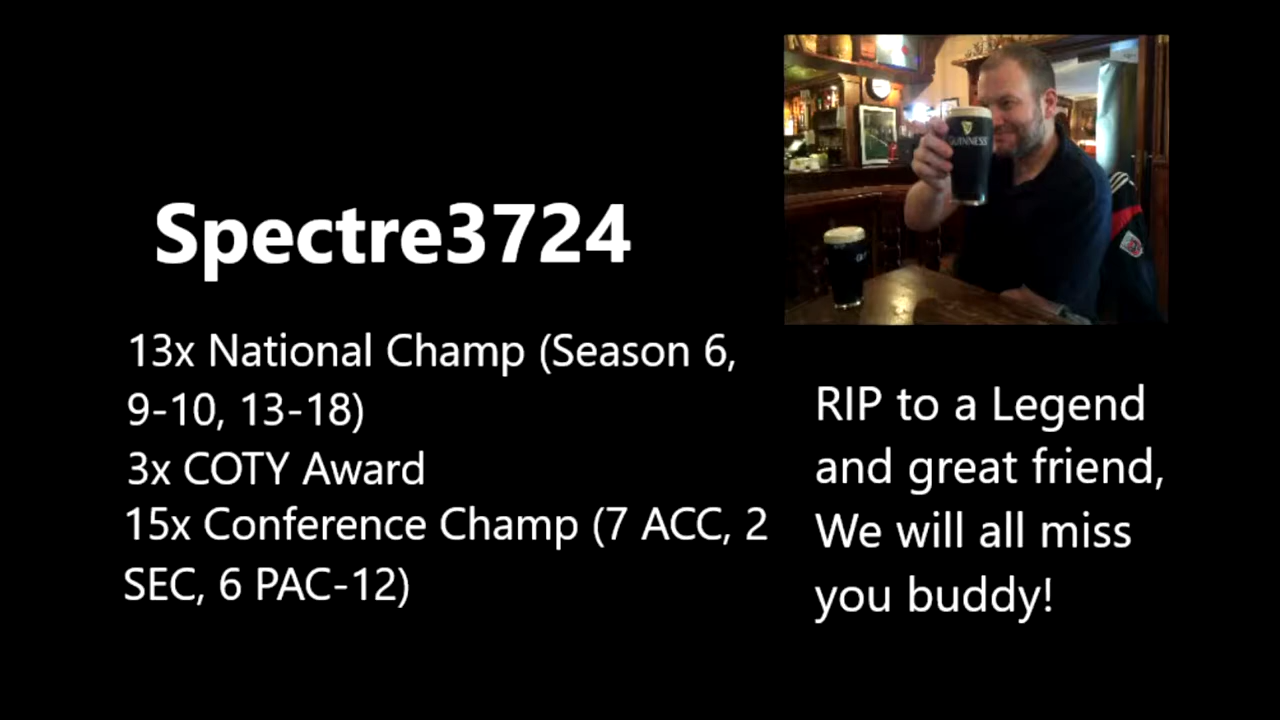 Spectre3724
13x National Champ (Season 6,
9-10, 13-18)
3x COTY Award
15x Conference Champ (7 ACC, 2
SEC, 6 PAC-12)
GUINNESS
RIP to a Legend
and great friend,
We will all miss
you buddy!